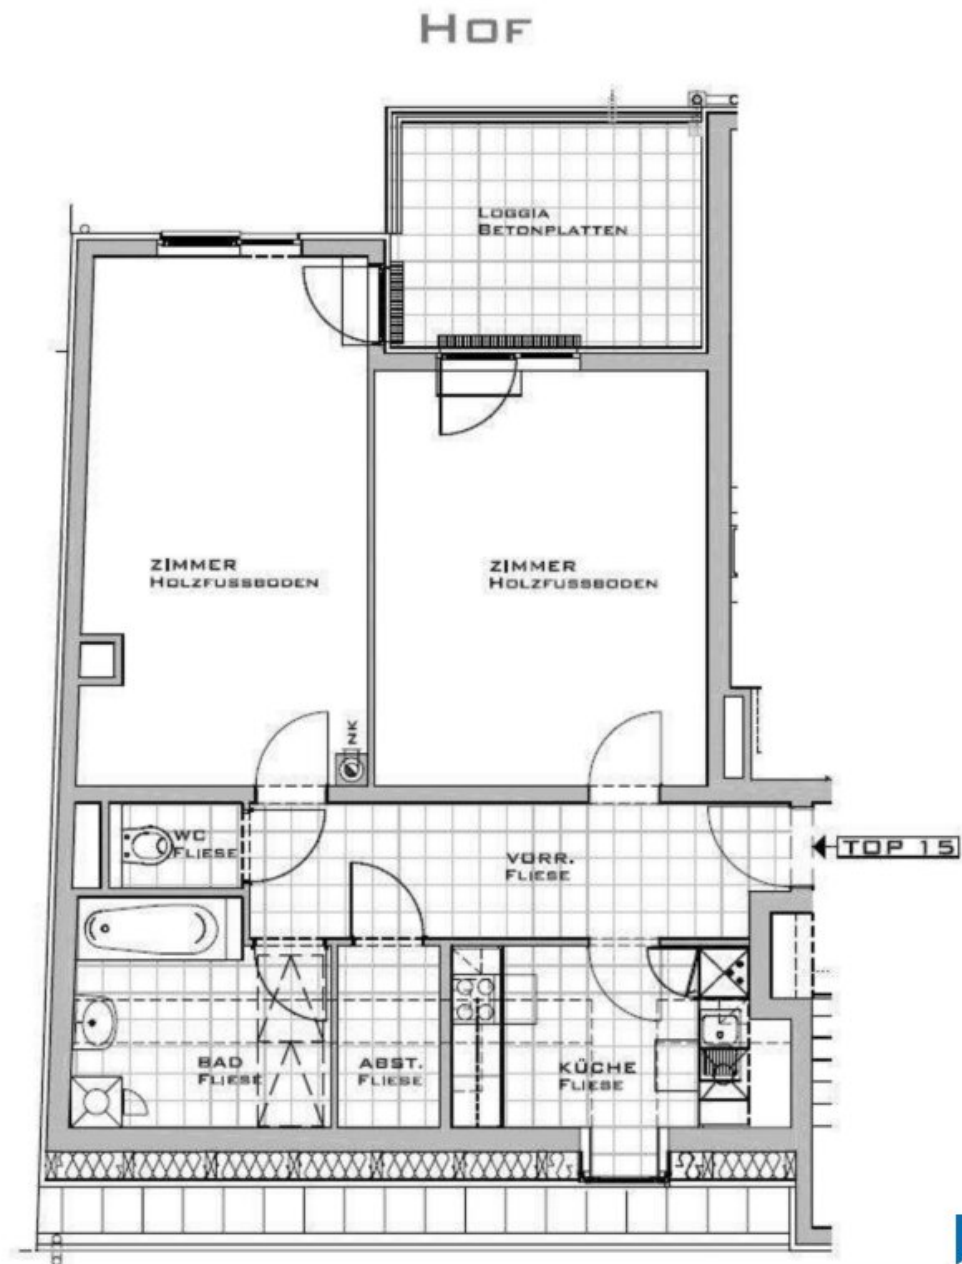 HOF
LOGGIA
BETONPLATTEN
ZIMMER
HOLZFUSSBODEN
ZIMMER
HOLZFUSSBODEN
NK
WC
FLIESE
VORR.
FLIESE
TOP 15
BAD
FLIESE
ABST.
FLIESE
KÜCHE
FLIESE